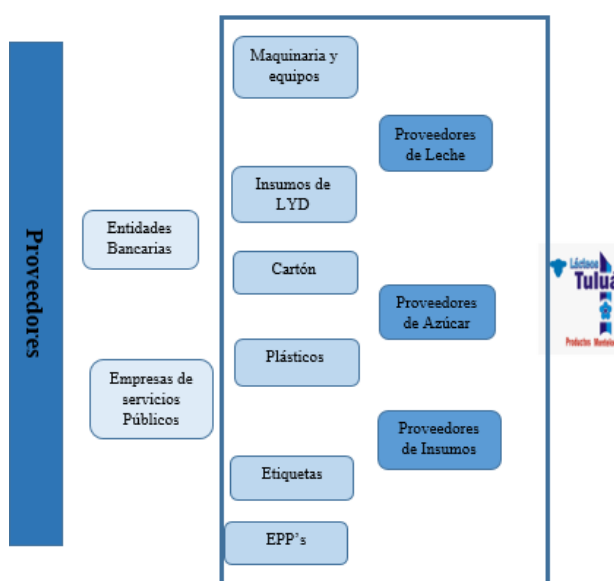 Proveedores
Entidades
Bancarias
Empresas de
servicios
Públicos
Maquinaria y
equipos
Insumos de
LYD
Cartón
Plásticos
Etiquetas
EPP’s
Proveedores
de Leche
Proveedores
de Azúcar
Proveedores
de Insumos
Lácteos
Tuluá
Productos